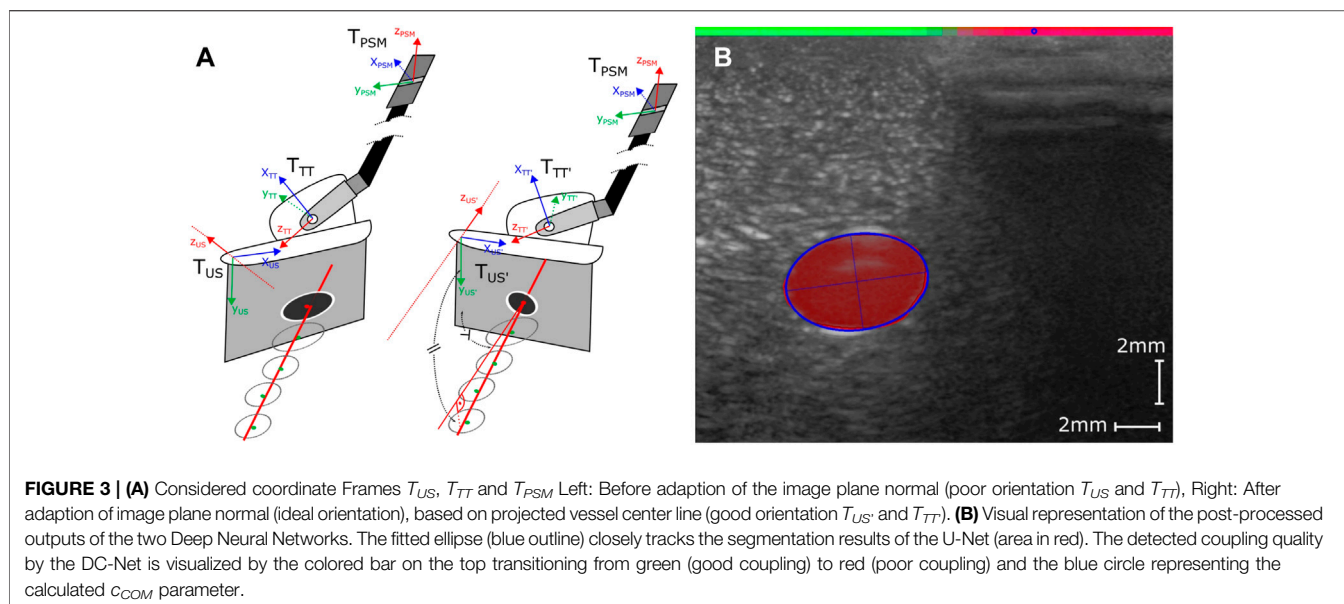 A
T_PSM
z_PSM
x_PSM
y_PSM
T_PSM
z_PSM
x_PSM
y_PSM
T_TT
x_TT
y_TT
z_TT
T_TT'
x_TT'
y_TT'
z_TT'
z_US
T_US
x_US
y_US
z_US'
x_US'
T_US'
y_US'
B
2mm
2mm
FIGURE 3 | (A) Considered coordinate Frames T_US, T_TT and T_PSM Left: Before adaption of the image plane normal (poor orientation T_US and T_TT), Right: After
adaption of image plane normal (ideal orientation), based on projected vessel center line (good orientation T_US' and T_TT'). (B) Visual representation of the post-processed
outputs of the two Deep Neural Networks. The fitted ellipse (blue outline) closely tracks the segmentation results of the U-Net (area in red). The detected coupling quality
by the DC-Net is visualized by the colored bar on the top transitioning from green (good coupling) to red (poor coupling) and the blue circle representing the
calculated c_COM parameter.